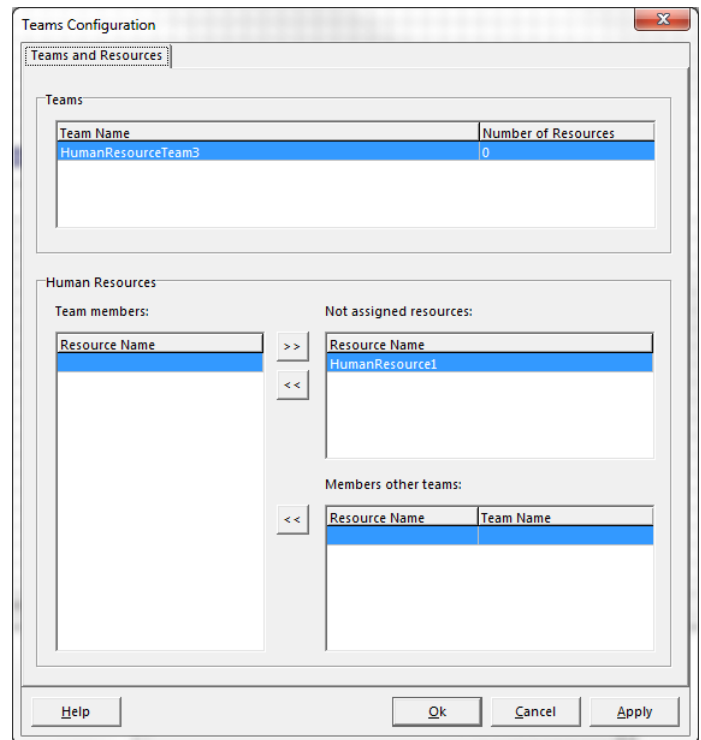 Teams Configuration
Teams and Resources
Teams
Team Name Number of Resources
HumanResourceTeam3 0
Human Resources
Team members: Not assigned resources:
Resource Name >> Resource Name
HumanResource1
<<
Members other teams:
<< Resource Name Team Name
Help Ok Cancel Apply